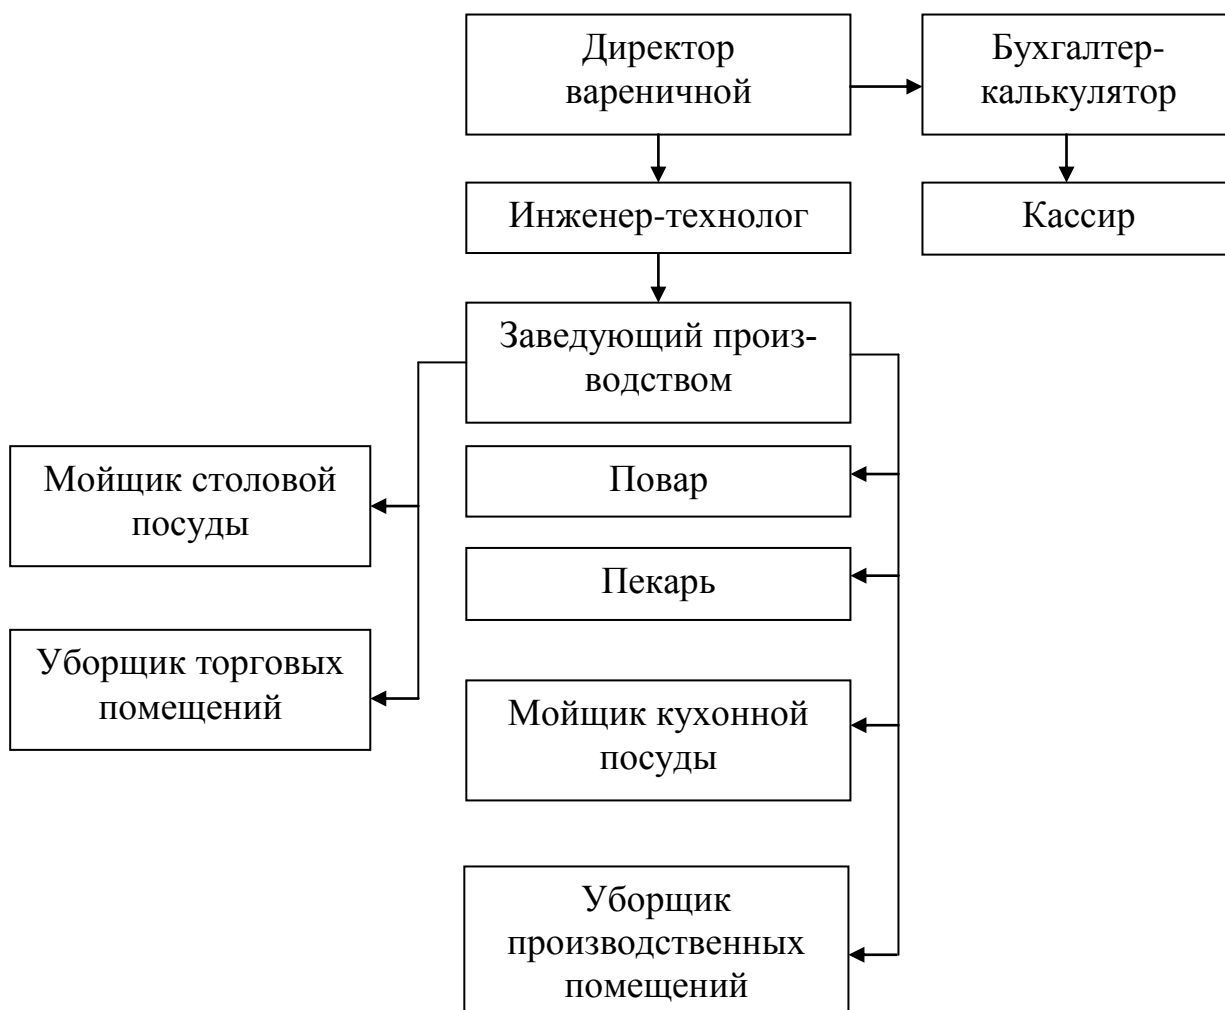 Директор
вареничной
Бухгалтер-
калькулятор
Инженер-технолог
Кассир
Заведующий произ-
водством
Мойщик столовой
посуды
Повар
Пекарь
Уборщик торговых
помещений
Мойщик кухонной
посуды
Уборщик
производственных
помещений